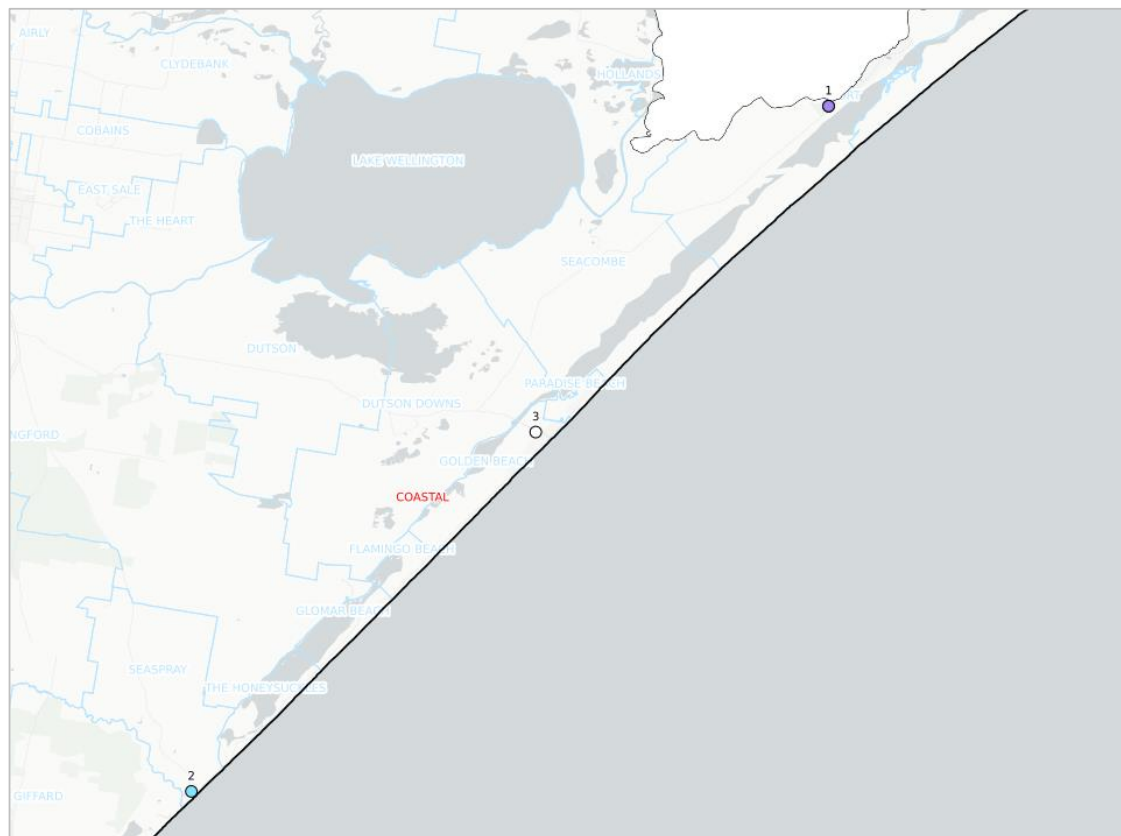 AIRLY
CLYDEBANK
HOLLANDS
1
COBAINS
LAKE WELLINGTON
EAST SALE
THE HEART
SEACOMBE
DUTSON
PARADISE BEACH
DUTSON DOWNS
3
NGFORD
GOLDEN BEACH
COASTAL
FLAMINGO BEACH
GLOMAR BEACH
SEASPRAY
THE HONEYSUCKLES
2
GIFFARD